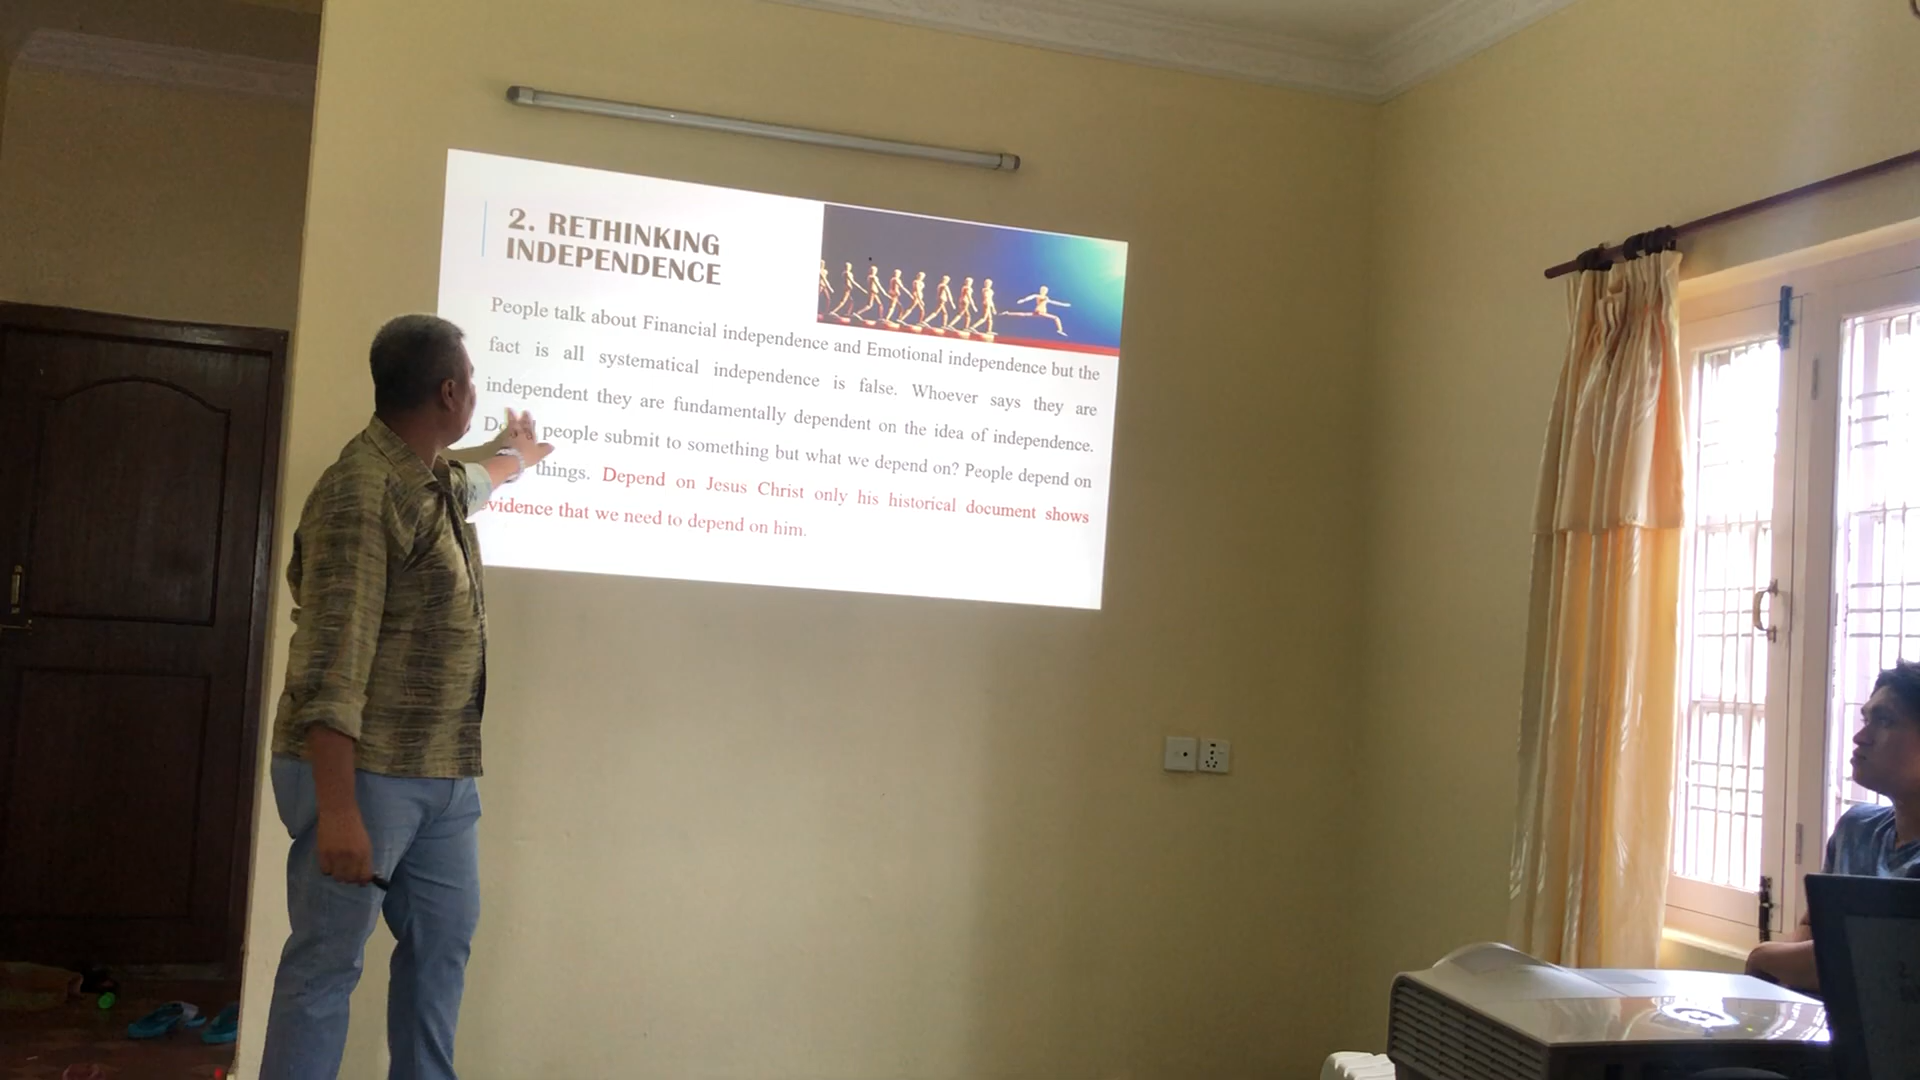 2. RETHINKING
INDEPENDENCE
People talk about Financial independence and Emotional independence but the
fact is all systematical independence is false. Whoever says they are
independent they are fundamentally dependent on the idea of independence.
people submit to something but what we depend on? People depend on
things. Depend on Jesus Christ only his historical document shows
vidence that we need to depend on him.